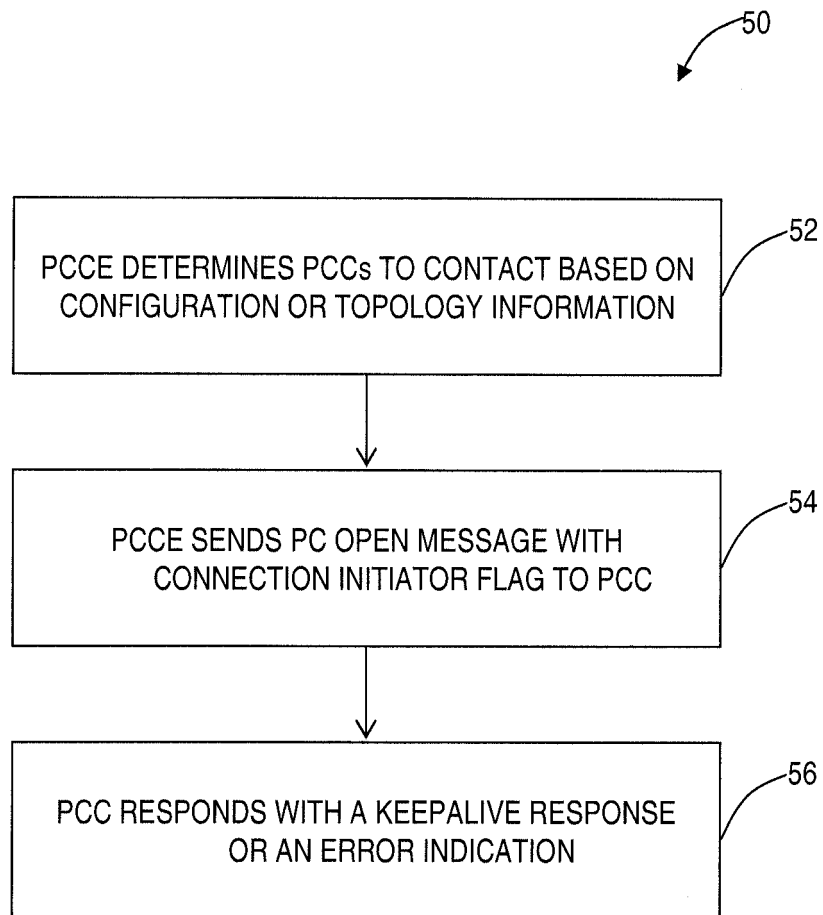 50
PCCE DETERMINES PCCs TO CONTACT BASED ON
CONFIGURATION OR TOPOLOGY INFORMATION
52
PCCE SENDS PC OPEN MESSAGE WITH
CONNECTION INITIATOR FLAG TO PCC
54
PCC RESPONDS WITH A KEEPALIVE RESPONSE
OR AN ERROR INDICATION
56